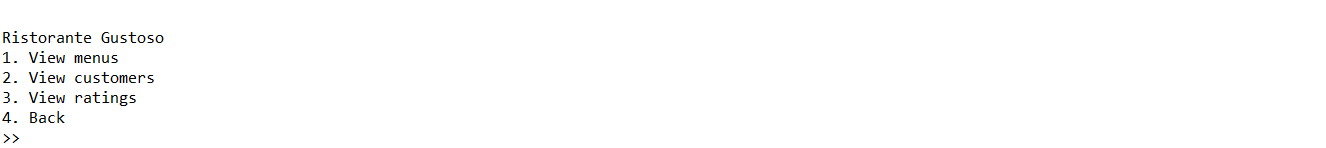 Ristorante Gustoso
1. View menus
2. View customers
3. View ratings
4. Back
>>